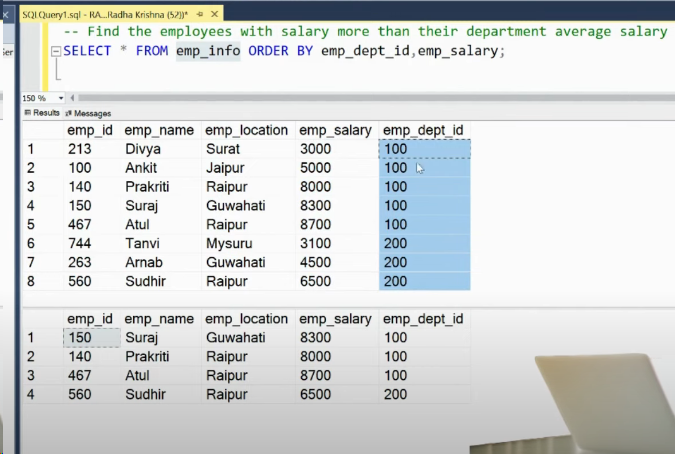 SQLQuery1.sql - RA...Radha Krishna (52))*
-- Find the employees with salary more than their department average salary
SELECT * FROM emp_info ORDER BY emp_dept_id,emp_salary;
150 %
Results Messages
emp_id emp_name emp_location emp_salary emp_dept_id
1 213 Divya Surat 3000 100
2 100 Ankit Jaipur 5000 100
3 140 Prakriti Raipur 8000 100
4 150 Suraj Guwahati 8300 100
5 467 Atul Raipur 8700 100
6 744 Tanvi Mysuru 3100 200
7 263 Arnab Guwahati 4500 200
8 560 Sudhir Raipur 6500 200
emp_id emp_name emp_location emp_salary emp_dept_id
1 150 Suraj Guwahati 8300 100
2 140 Prakriti Raipur 8000 100
3 467 Atul Raipur 8700 100
4 560 Sudhir Raipur 6500 200